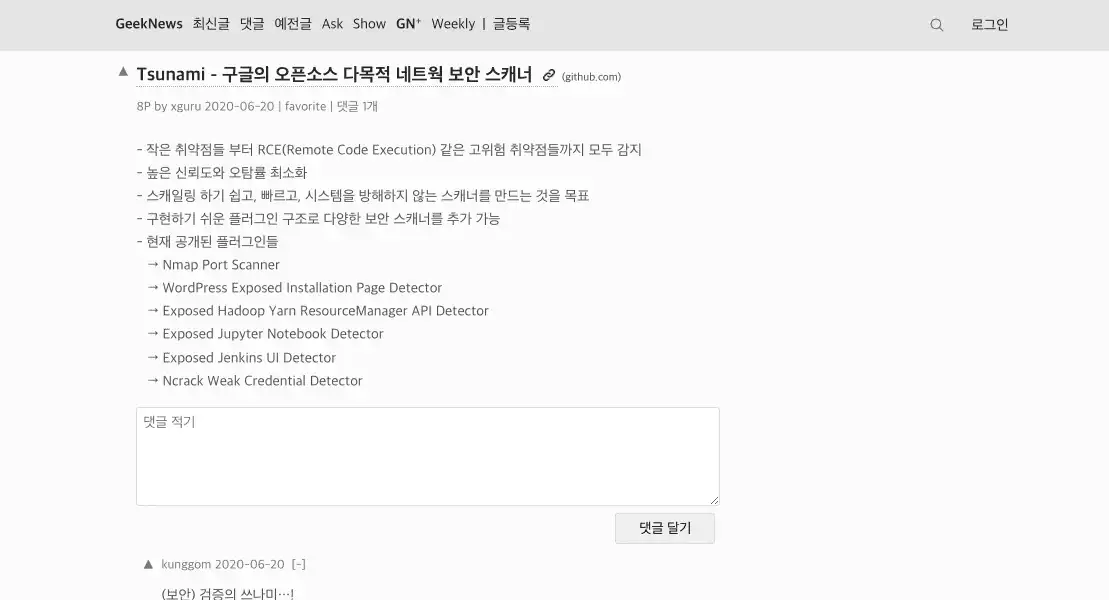 GeekNews 최신글 댓글 예전글 Ask Show GN⁺ Weekly | 글등록 로그인
▲ Tsunami - 구글의 오픈소스 다목적 네트웍 보안 스캐너 (github.com)
8P by xguru 2020-06-20 | favorite | 댓글 1개
- 작은 취약점들 부터 RCE(Remote Code Execution) 같은 고위험 취약점들까지 모두 감지
- 높은 신뢰도와 오탐률 최소화
- 스캐일링 하기 쉽고, 빠르고, 시스템을 방해하지 않는 스캐너를 만드는 것을 목표
- 구현하기 쉬운 플러그인 구조로 다양한 보안 스캐너를 추가 가능
- 현재 공개된 플러그인들
→ Nmap Port Scanner
→ WordPress Exposed Installation Page Detector
→ Exposed Hadoop Yarn ResourceManager API Detector
→ Exposed Jupyter Notebook Detector
→ Exposed Jenkins UI Detector
→ Ncrack Weak Credential Detector
댓글 적기
댓글 달기
▲ kunggom 2020-06-20 [-]
(보안) 검증의 쓰나미…!